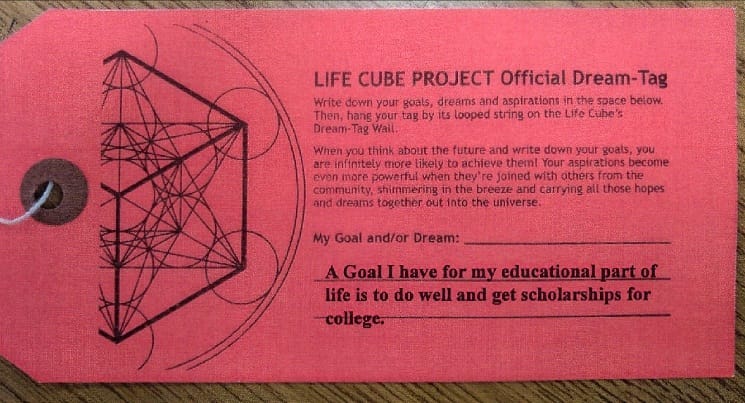 LIFE CUBE PROJECT Official Dream-Tag
Write down your goals, dreams and aspirations in the space below.
Then, hang your tag by its looped string on the Life Cube's
Dream-Tag Wall.
When you think about the future and write down your goals, you
are infinitely more likely to achieve them! Your aspirations become
even more powerful when they're joined with others from the
community, shimmering in the breeze and carrying all those hopes
and dreams together out into the universe.
My Goal and/or Dream:
A Goal I have for my educational part of
life is to do well and get scholarships for
college.